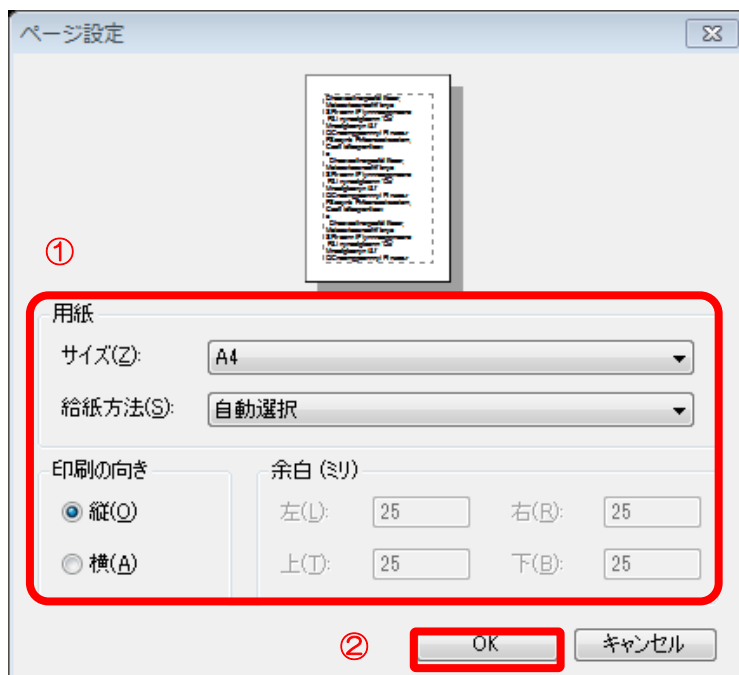 ページ設定
①
用紙
サイズ(Z): A4
給紙方法(S): 自動選択
印刷の向き 余白 (ミリ)
縦(O) 左(L): 25 右(R): 25
横(A) 上(T): 25 下(B): 25
② OK キャンセル